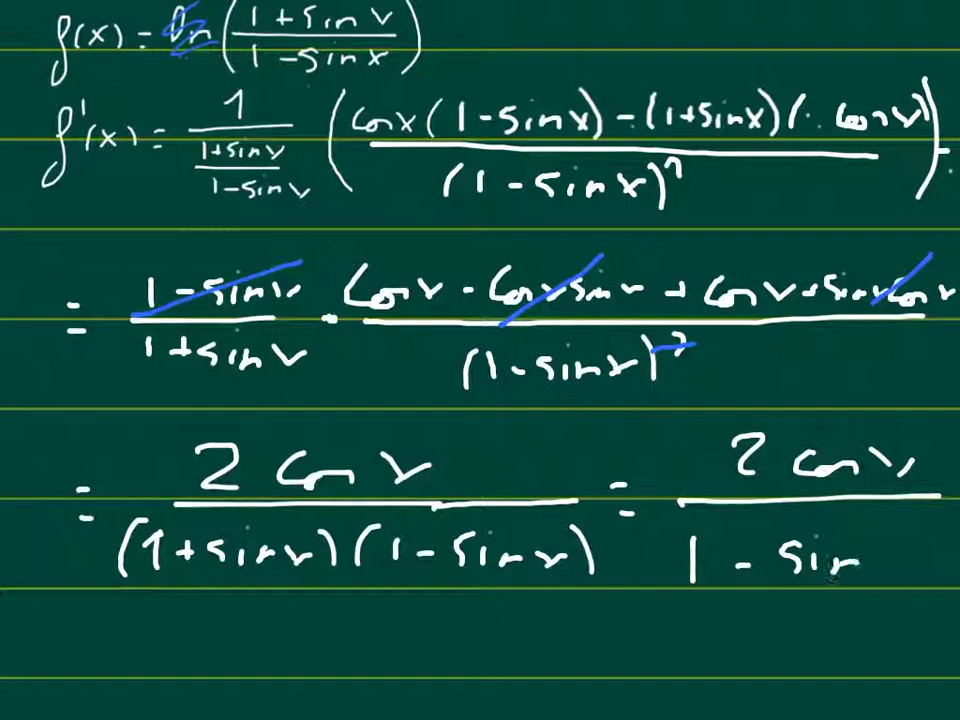 f(x) = ln((1 + sin x)/(1 - sin x))
f'(x) = 1/((1+sin x)/(1-sin x)) ((cos x(1-sin x)-(1+sin x)(- cos x))/(1-sin x)²) =
= (1-sin x)/(1+sin x) · (cos x - cos x sin x + cos x + sin x cos x)/(1-sin x)²
= (2 cos x)/((1+sin x)(1-sin x)) = (2 cos x)/(1 - sin